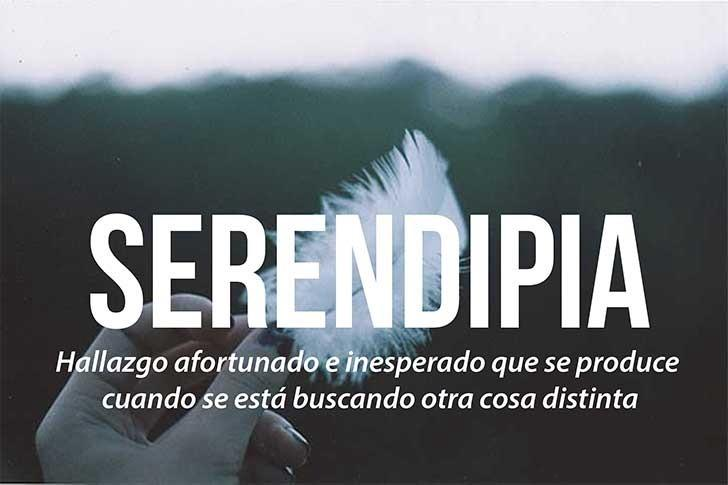 SERENDIPIA
Hallazgo afortunado e inesperado que se produce
cuando se está buscando otra cosa distinta